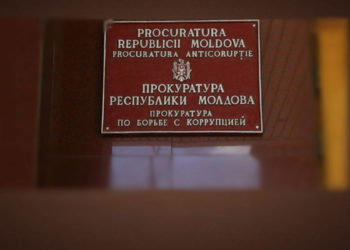 PROCURATURA
REPUBLICII MOLDOVA
PROCURATURA ANTICORUPȚIE
ПРОКУРАТУРА
РЕСПУБЛИКИ МОЛДОВА
ПРОКУРАТУРА
ПО БОРЬБЕ С КОРРУПЦИЕЙ